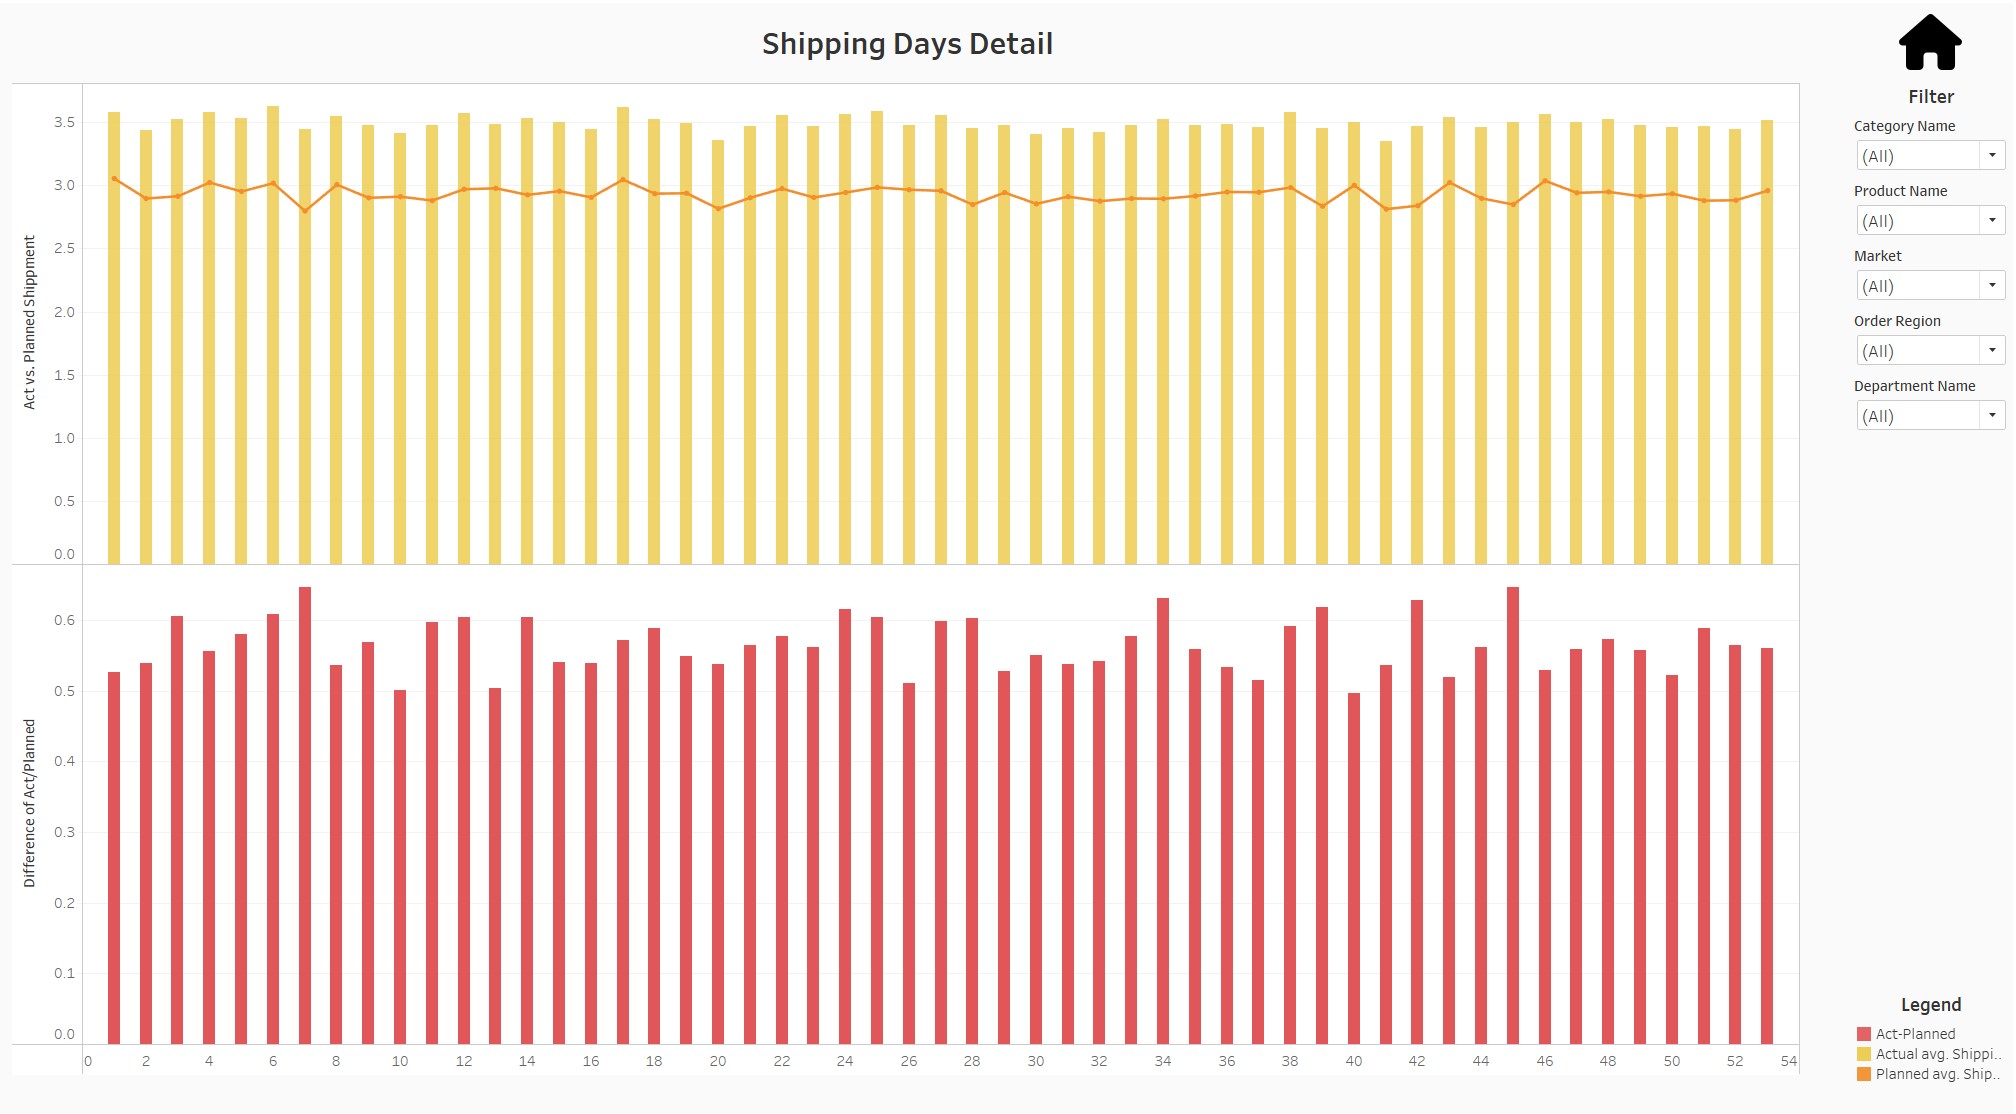 Shipping Days Detail
Act vs. Planned Shippment
3.5
3.0
2.5
2.0
1.5
1.0
0.5
0.0
Difference of Act/Planned
0.6
0.5
0.4
0.3
0.2
0.1
0.0
0 2 4 6 8 10 12 14 16 18 20 22 24 26 28 30 32 34 36 38 40 42 44 46 48 50 52 54
Filter
Category Name
(All)
Product Name
(All)
Market
(All)
Order Region
(All)
Department Name
(All)
Legend
Act-Planned
Actual avg. Shippi..
Planned avg. Ship..